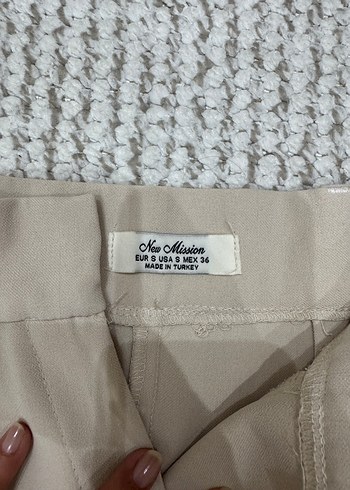 New Mission
EUR S USA S MEX 36
MADE IN TURKEY